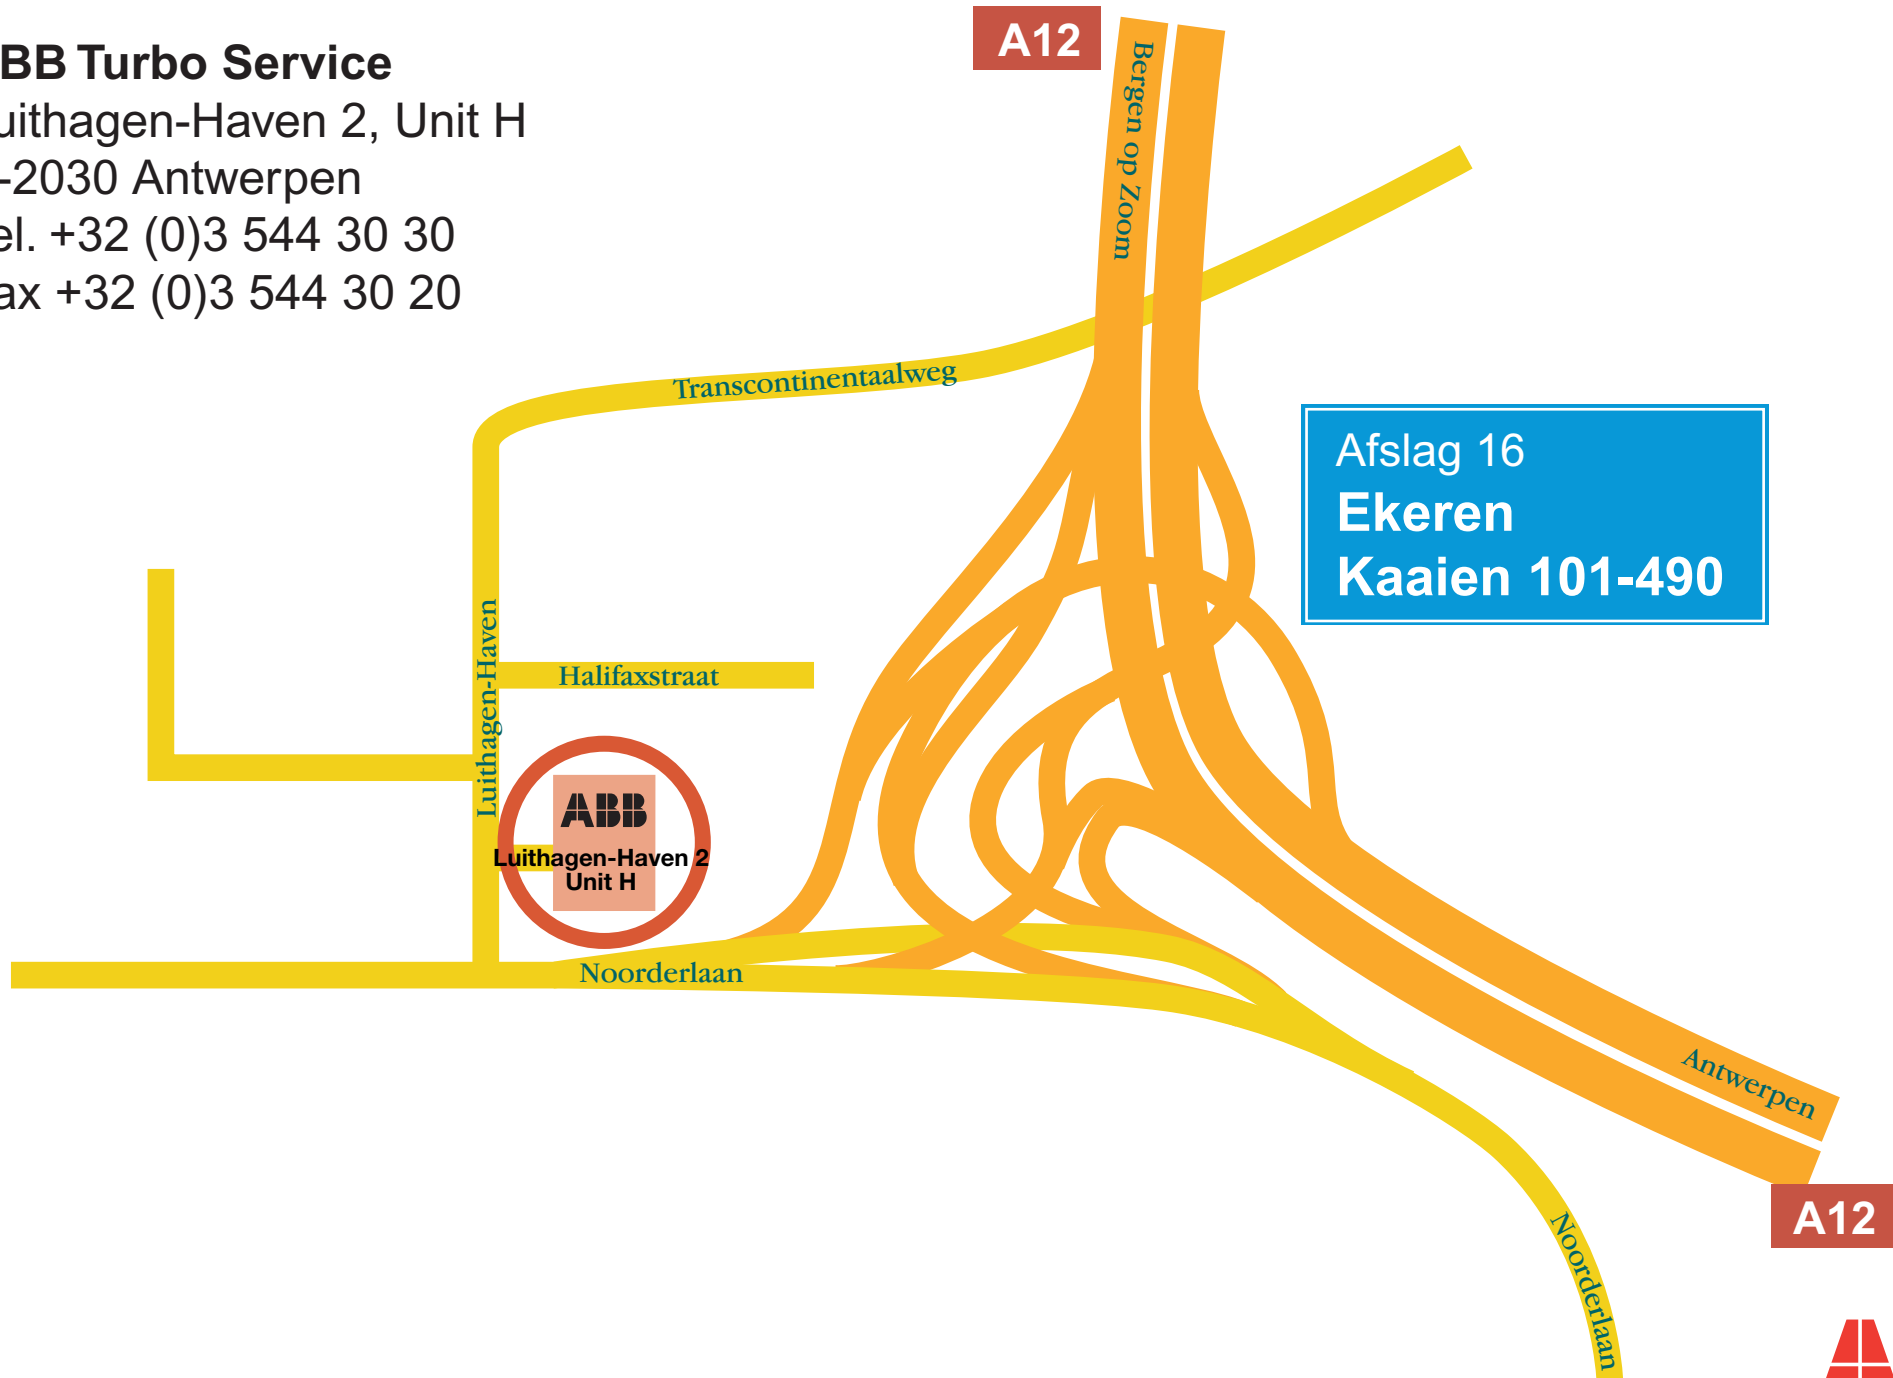 A12
BB Turbo Service
uithagen-Haven 2, Unit H
-2030 Antwerpen
el. +32 (0)3 544 30 30
ax +32 (0)3 544 30 20
Bergen op Zoom
Transcontinentaalweg
Afslag 16
Ekeren
Kaaien 101-490
Luithagen-Haven
Halifaxstraat
ABB
Luithagen-Haven 2
Unit H
Noorderlaan
Antwerpen
A12
Noorderlaan